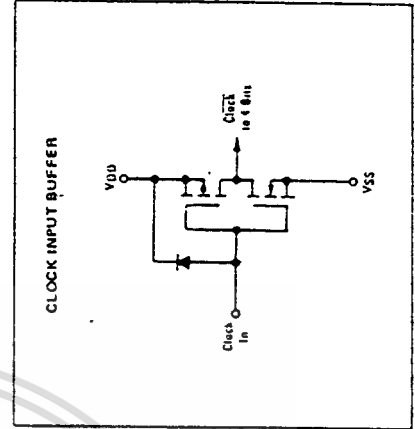 CLOCK INPUT BUFFER
VDD
Clock
to 4 Bits
Clock
In
VSS